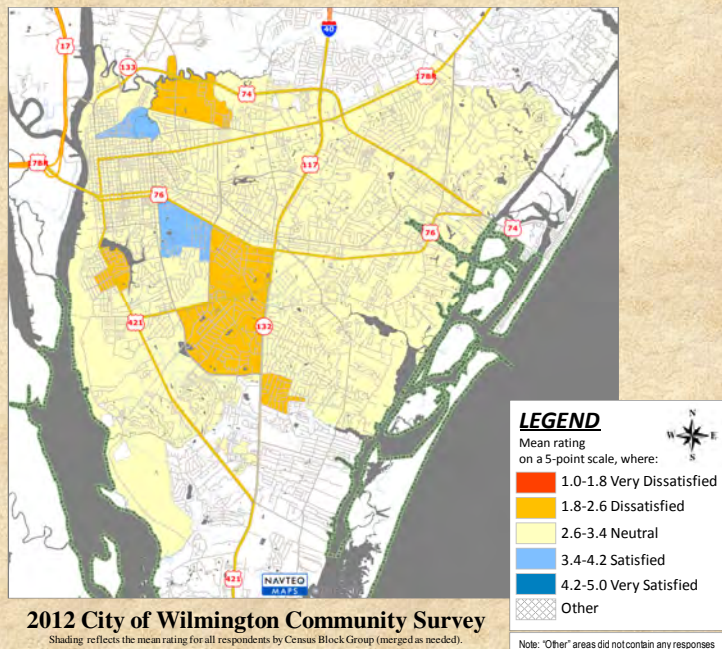 17
133
40
74
178R
178R
117
76
76
74
421
132
421
NAVTEQ
MAPS
LEGEND
N
W E
S
Mean rating
on a 5-point scale, where:
1.0-1.8 Very Dissatisfied
1.8-2.6 Dissatisfied
2.6-3.4 Neutral
3.4-4.2 Satisfied
4.2-5.0 Very Satisfied
Other
2012 City of Wilmington Community Survey
Shading reflects the mean rating for all respondents by Census Block Group (merged as needed).
Note: "Other" areas did not contain any responses